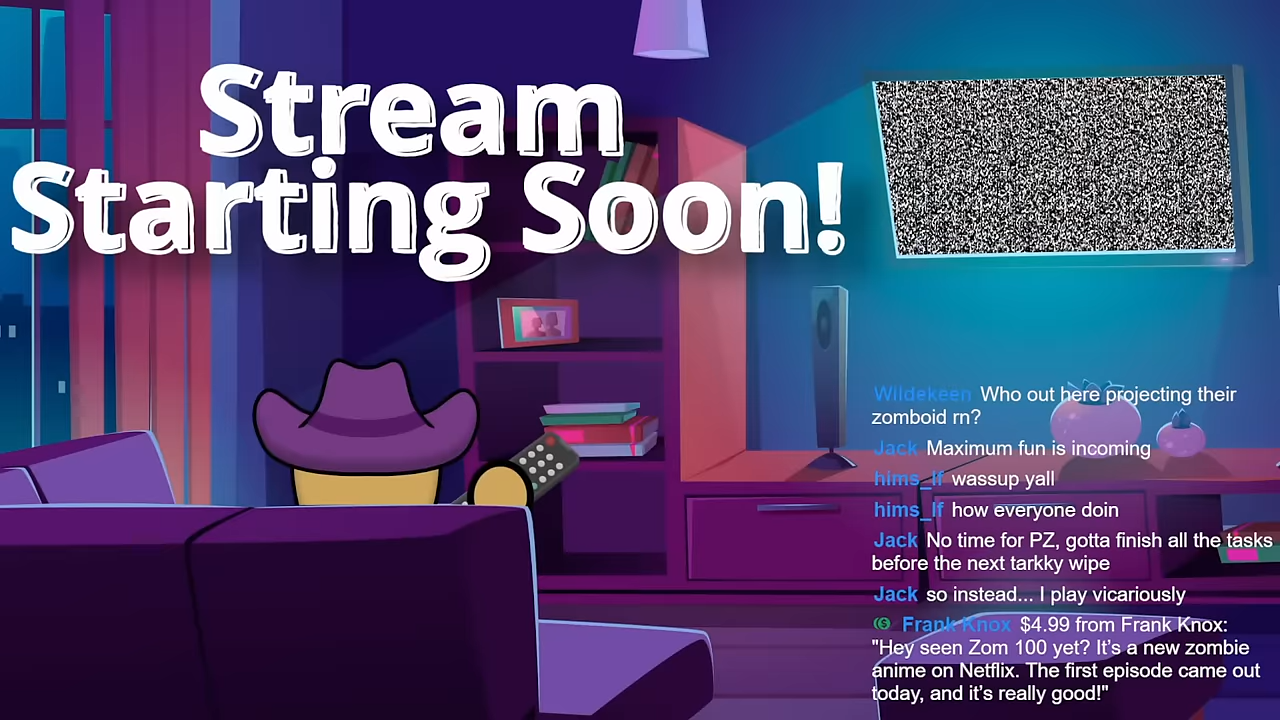 Stream
Starting Soon!
Wildekeen Who out here projecting their
zomboid rn?
Jack Maximum fun is incoming
hims_lf wassup yall
hims_lf how everyone doin
Jack No time for PZ, gotta finish all the tasks
before the next tarkky wipe
Jack so instead... I play vicariously
Frank Knox $4.99 from Frank Knox:
"Hey seen Zom 100 yet? It's a new zombie
anime on Netflix. The first episode came out
today, and it's really good!"